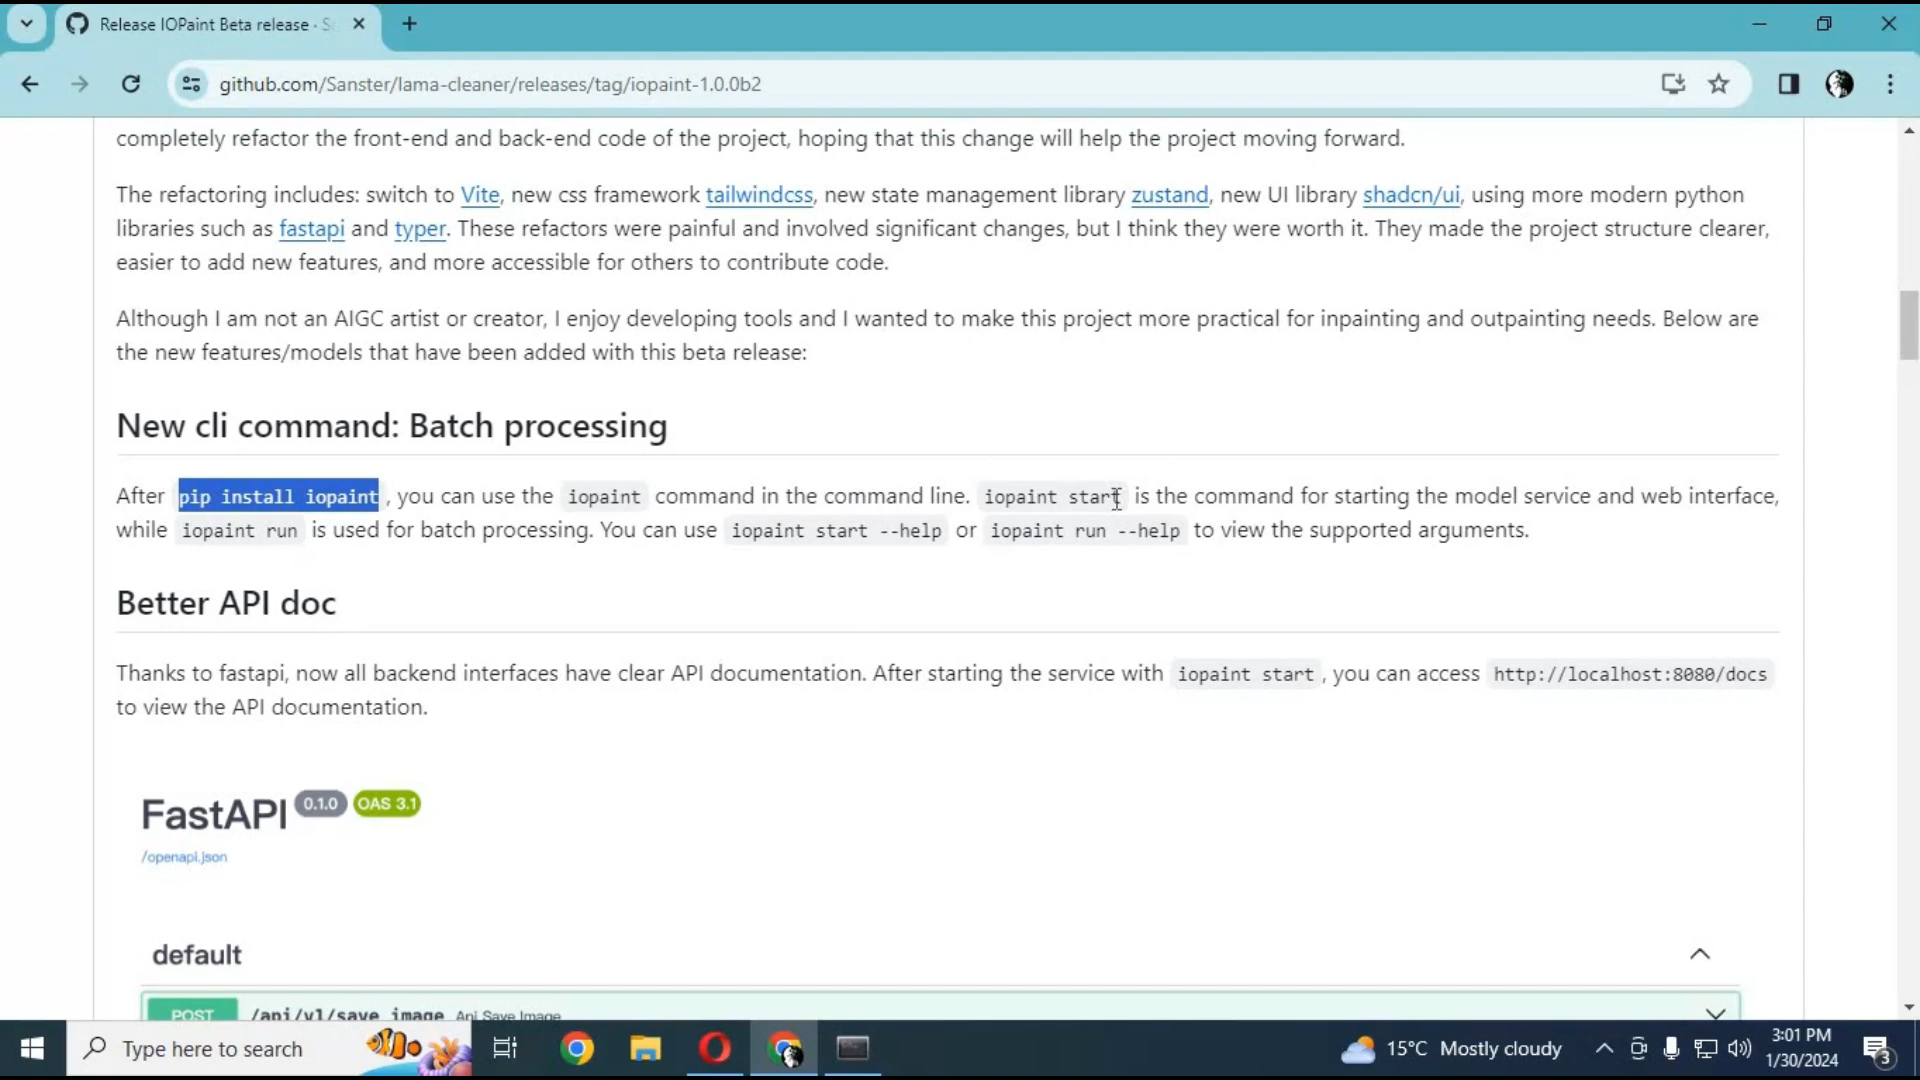 Release IOPaint Beta release · S
github.com/Sanster/lama-cleaner/releases/tag/iopaint-1.0.0b2
completely refactor the front-end and back-end code of the project, hoping that this change will help the project moving forward.
The refactoring includes: switch to Vite, new css framework tailwindcss, new state management library zustand, new UI library shadcn/ui, using more modern python
libraries such as fastapi and typer. These refactors were painful and involved significant changes, but I think they were worth it. They made the project structure clearer,
easier to add new features, and more accessible for others to contribute code.
Although I am not an AIGC artist or creator, I enjoy developing tools and I wanted to make this project more practical for inpainting and outpainting needs. Below are
the new features/models that have been added with this beta release:
New cli command: Batch processing
After pip install iopaint , you can use the iopaint command in the command line. iopaint start is the command for starting the model service and web interface,
while iopaint run is used for batch processing. You can use iopaint start --help or iopaint run --help to view the supported arguments.
Better API doc
Thanks to fastapi, now all backend interfaces have clear API documentation. After starting the service with iopaint start , you can access http://localhost:8080/docs
to view the API documentation.
FastAPI 0.1.0 OAS 3.1
/openapi.json
default
POST /api/v1/save_image Api Save Image
Type here to search
15°C Mostly cloudy
3:01 PM
1/30/2024
3